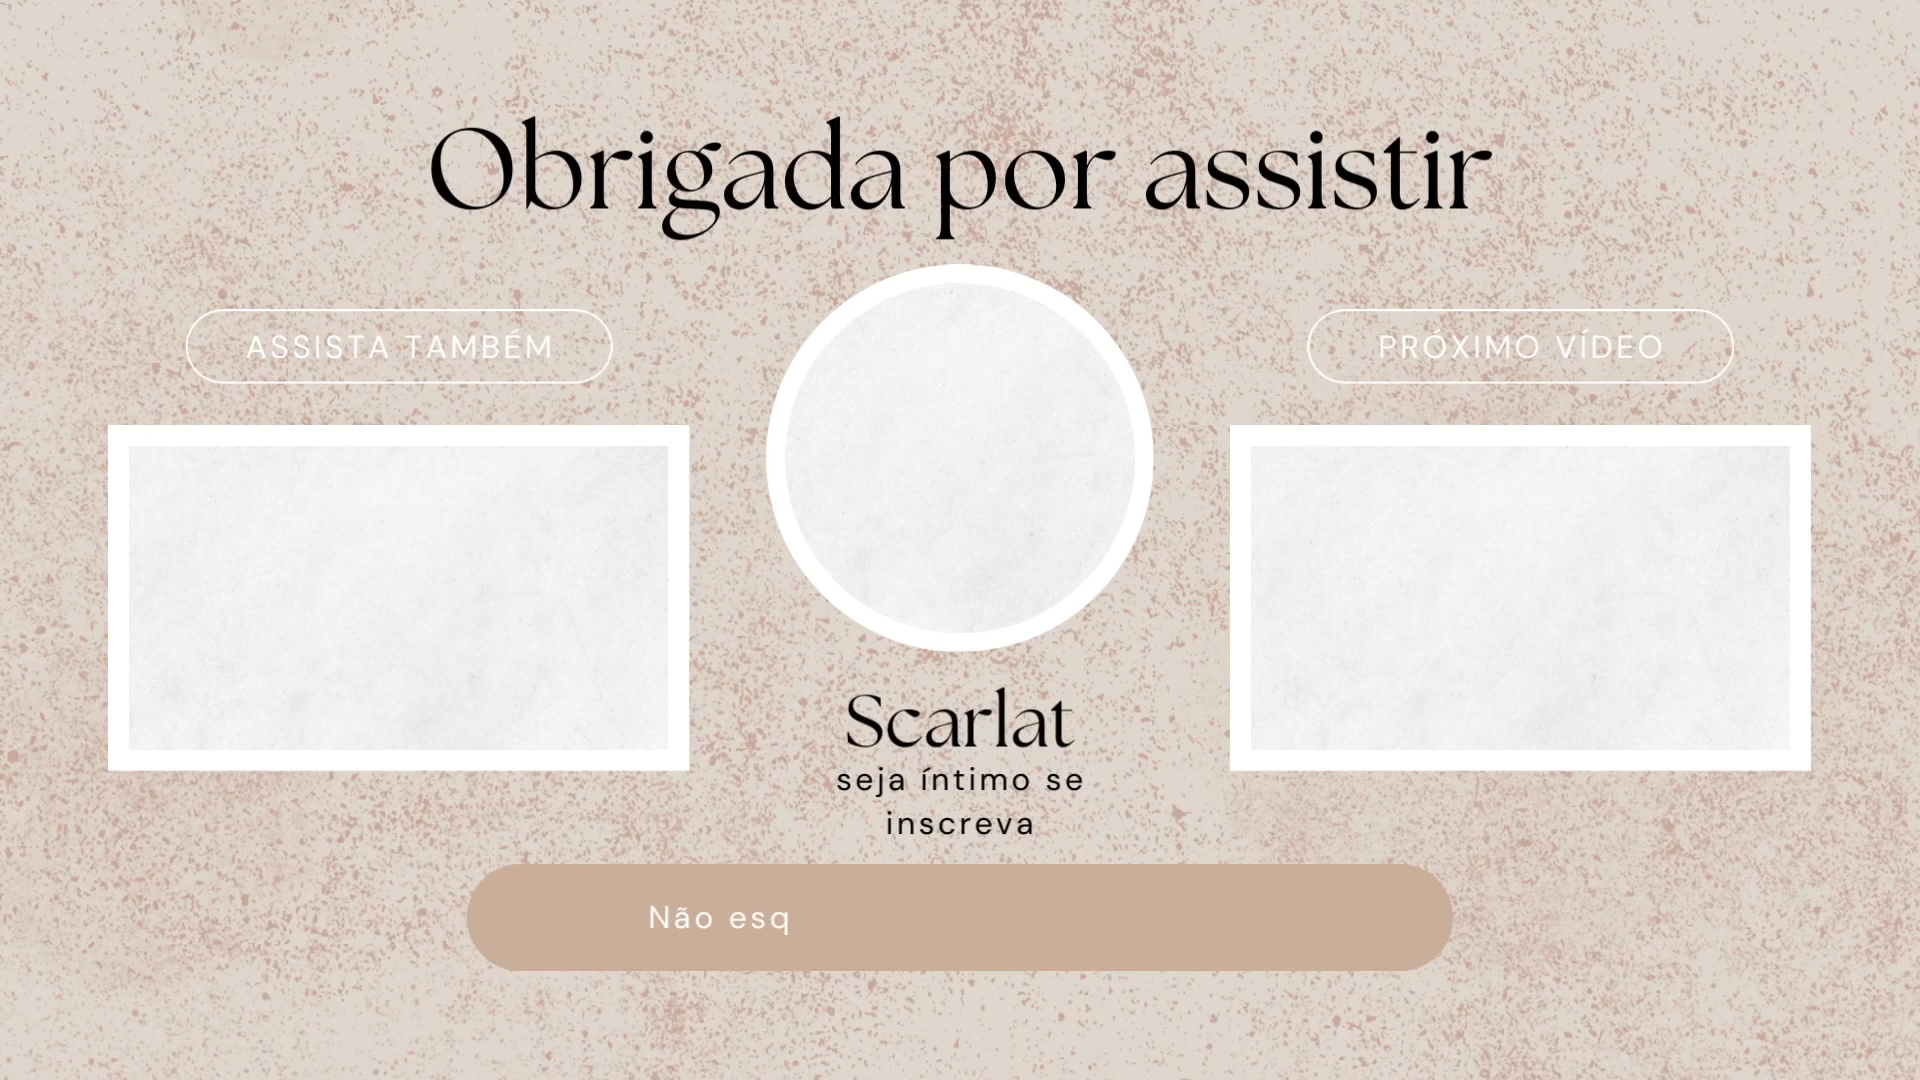 Obrigada por assistir
ASSISTA TAMBÉM
PRÓXIMO VÍDEO
Scarlat
seja íntimo se
inscreva
Não esq